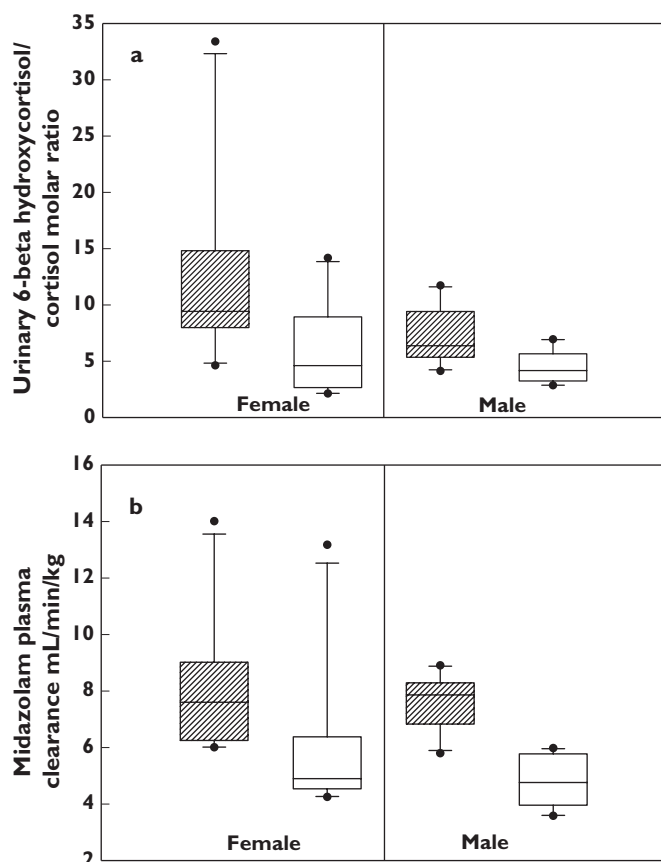 Urinary 6-beta hydroxycortisol/
cortisol molar ratio
35
30
25
20
15
10
5
0
a
Female
Male
Midazolam plasma
clearance mL/min/kg
16
14
12
10
8
6
4
2
b
Female
Male